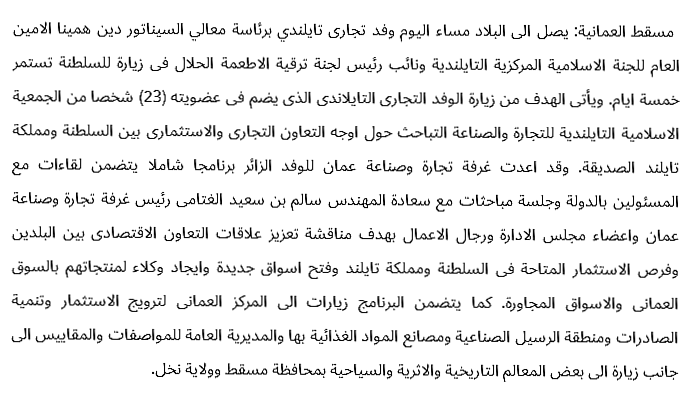 مسقط العمانية: يصل الى البلاد مساء اليوم وفد تجارى تايلندي برئاسة معالي السيناتور دين همينا الامين
العام للجنة الاسلامية المركزية التايلندية ونائب رئيس لجنة ترقية الاطعمة الحلال فى زيارة للسلطنة تستمر
خمسة ايام. ويأتى الهدف من زيارة الوفد التجارى التايلاندى الذى يضم فى عضويته (23) شخصا من الجمعية
الاسلامية التايلندية للتجارة والصناعة التباحث حول اوجه التعاون التجارى والاستثمارى بين السلطنة ومملكة
تايلند الصديقة. وقد اعدت غرفة تجارة وصناعة عمان للوفد الزائر برنامجا شاملا يتضمن لقاءات مع
المسئولين بالدولة وجلسة مباحثات مع سعادة المهندس سالم بن سعيد الغتامى رئيس غرفة تجارة وصناعة
عمان واعضاء مجلس الادارة ورجال الاعمال بهدف مناقشة تعزيز علاقات التعاون الاقتصادى بين البلدين
وفرص الاستثمار المتاحة فى السلطنة ومملكة تايلند وفتح اسواق جديدة وايجاد وكلاء لمنتجاتهم بالسوق
العمانى والاسواق المجاورة. كما يتضمن البرنامج زيارات الى المركز العمانى لترويج الاستثمار وتنمية
الصادرات ومنطقة الرسيل الصناعية ومصانع المواد الغذائية بها والمديرية العامة للمواصفات والمقاييس الى
جانب زيارة الى بعض المعالم التاريخية والاثرية والسياحية بمحافظة مسقط وولاية نخل.